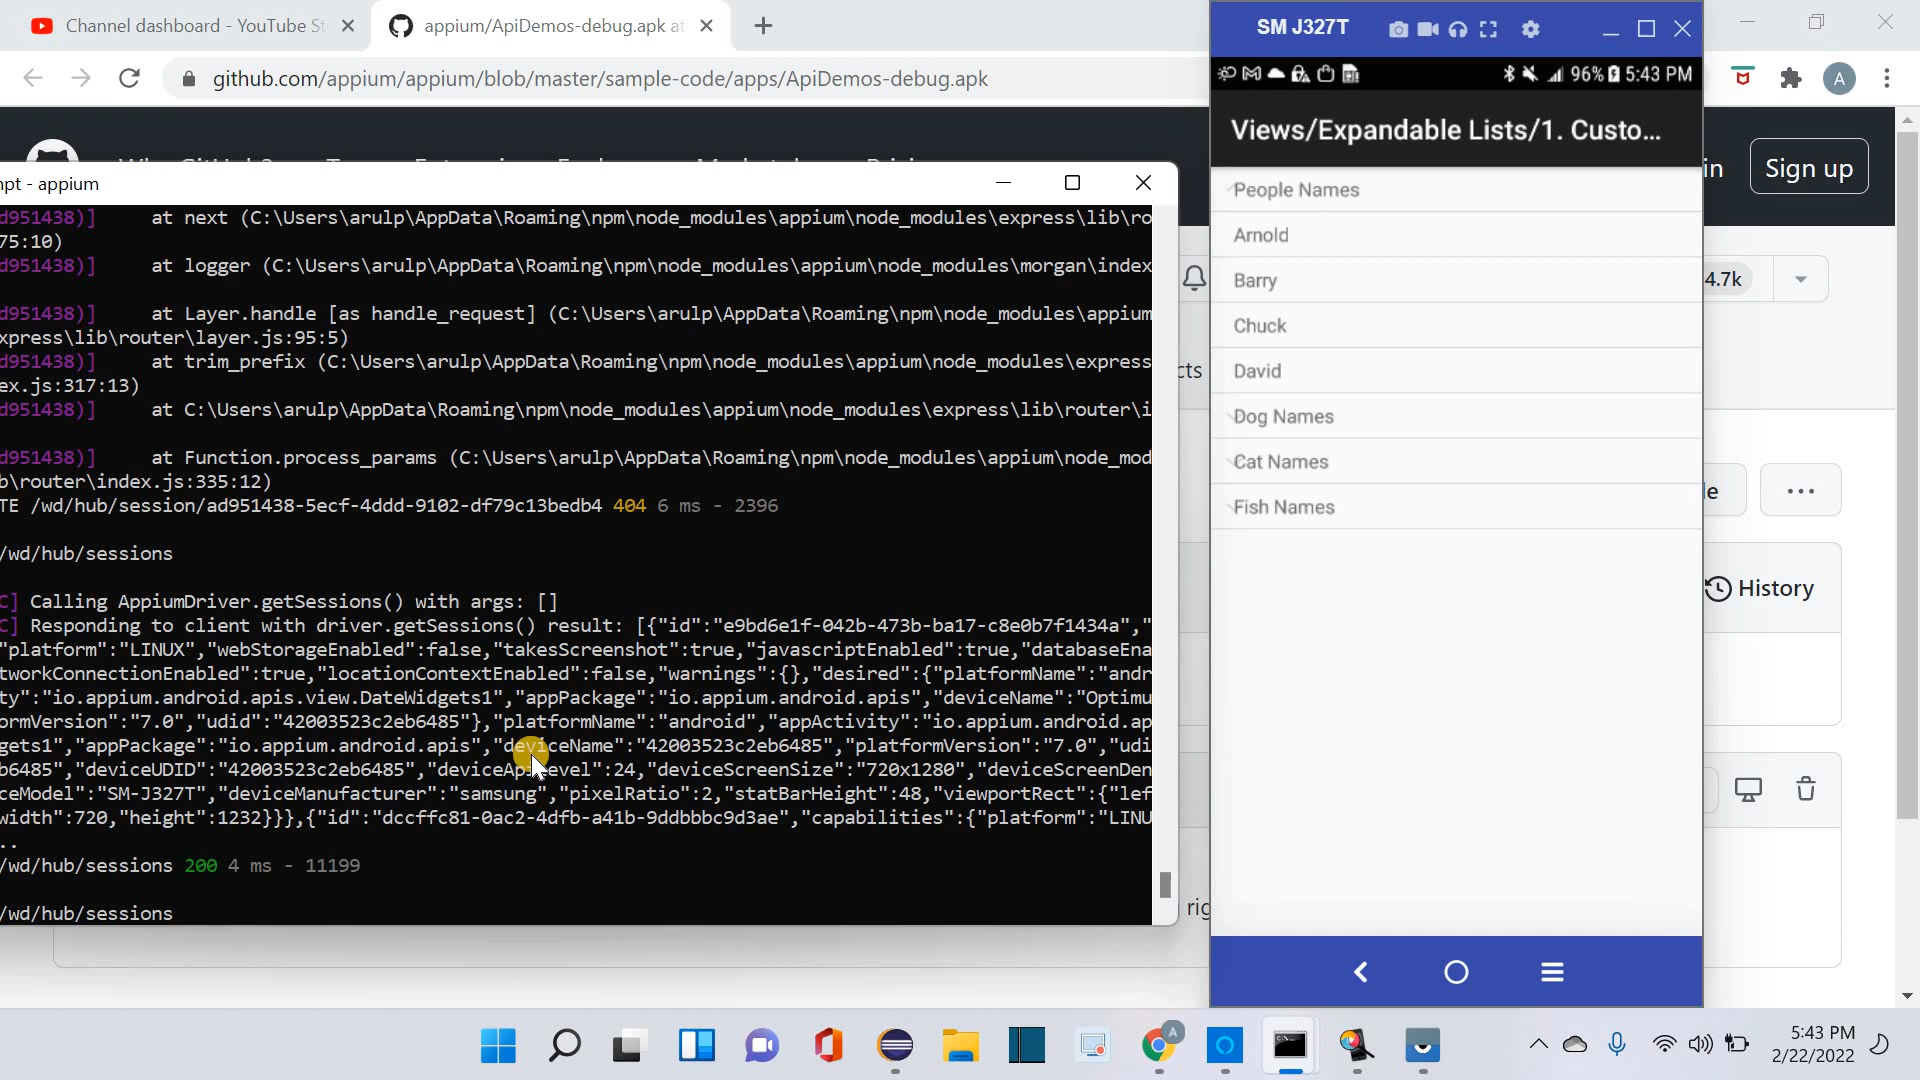 Channel dashboard - YouTube St
appium/ApiDemos-debug.apk at
github.com/appium/appium/blob/master/sample-code/apps/ApiDemos-debug.apk
A
in
Sign up
4.7k
cts
le
History
rig
npt - appium
d951438)] at next (C:\Users\arulp\AppData\Roaming\npm\node_modules\appium\node_modules\express\lib\ro
75:10)
d951438)] at logger (C:\Users\arulp\AppData\Roaming\npm\node_modules\appium\node_modules\morgan\index
d951438)] at Layer.handle [as handle_request] (C:\Users\arulp\AppData\Roaming\npm\node_modules\appium
xpress\lib\router\layer.js:95:5)
d951438)] at trim_prefix (C:\Users\arulp\AppData\Roaming\npm\node_modules\appium\node_modules\express
ex.js:317:13)
d951438)] at C:\Users\arulp\AppData\Roaming\npm\node_modules\appium\node_modules\express\lib\router\i
d951438)] at Function.process_params (C:\Users\arulp\AppData\Roaming\npm\node_modules\appium\node_mod
b\router\index.js:335:12)
TE /wd/hub/session/ad951438-5ecf-4ddd-9102-df79c13bedb4 404 6 ms - 2396
/wd/hub/sessions
C] Calling AppiumDriver.getSessions() with args: []
C] Responding to client with driver.getSessions() result: [{"id":"e9bd6e1f-042b-473b-ba17-c8e0b7f1434a","
"platform":"LINUX","webStorageEnabled":false,"takesScreenshot":true,"javascriptEnabled":true,"databaseEna
tworkConnectionEnabled":true,"locationContextEnabled":false,"warnings":{},"desired":{"platformName":"andr
ty":"io.appium.android.apis.view.DateWidgets1","appPackage":"io.appium.android.apis","deviceName":"Optimu
ormVersion":"7.0","udid":"42003523c2eb6485"},"platformName":"android","appActivity":"io.appium.android.ap
gets1","appPackage":"io.appium.android.apis","deviceName":"42003523c2eb6485","platformVersion":"7.0","udi
b6485","deviceUDID":"42003523c2eb6485","deviceApiLevel":24,"deviceScreenSize":"720x1280","deviceScreenDen
ceModel":"SM-J327T","deviceManufacturer":"samsung","pixelRatio":2,"statBarHeight":48,"viewportRect":{"lef
width":720,"height":1232}}},{"id":"dccffc81-0ac2-4dfb-a41b-9ddbbbc9d3ae","capabilities":{"platform":"LINU
..
/wd/hub/sessions 200 4 ms - 11199
/wd/hub/sessions
SM J327T
96% 5:43 PM
Views/Expandable Lists/1. Custo...
People Names
Arnold
Barry
Chuck
David
Dog Names
Cat Names
Fish Names
A
5:43 PM
2/22/2022